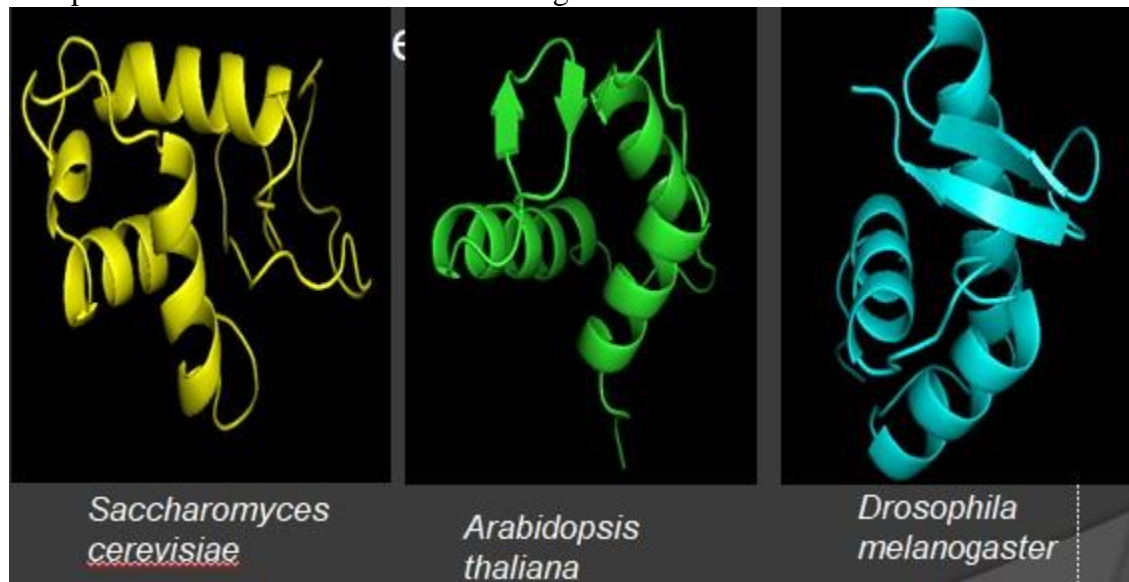 Saccharomyces
cerevisiae
Arabidopsis
thaliana
Drosophila
melanogaster